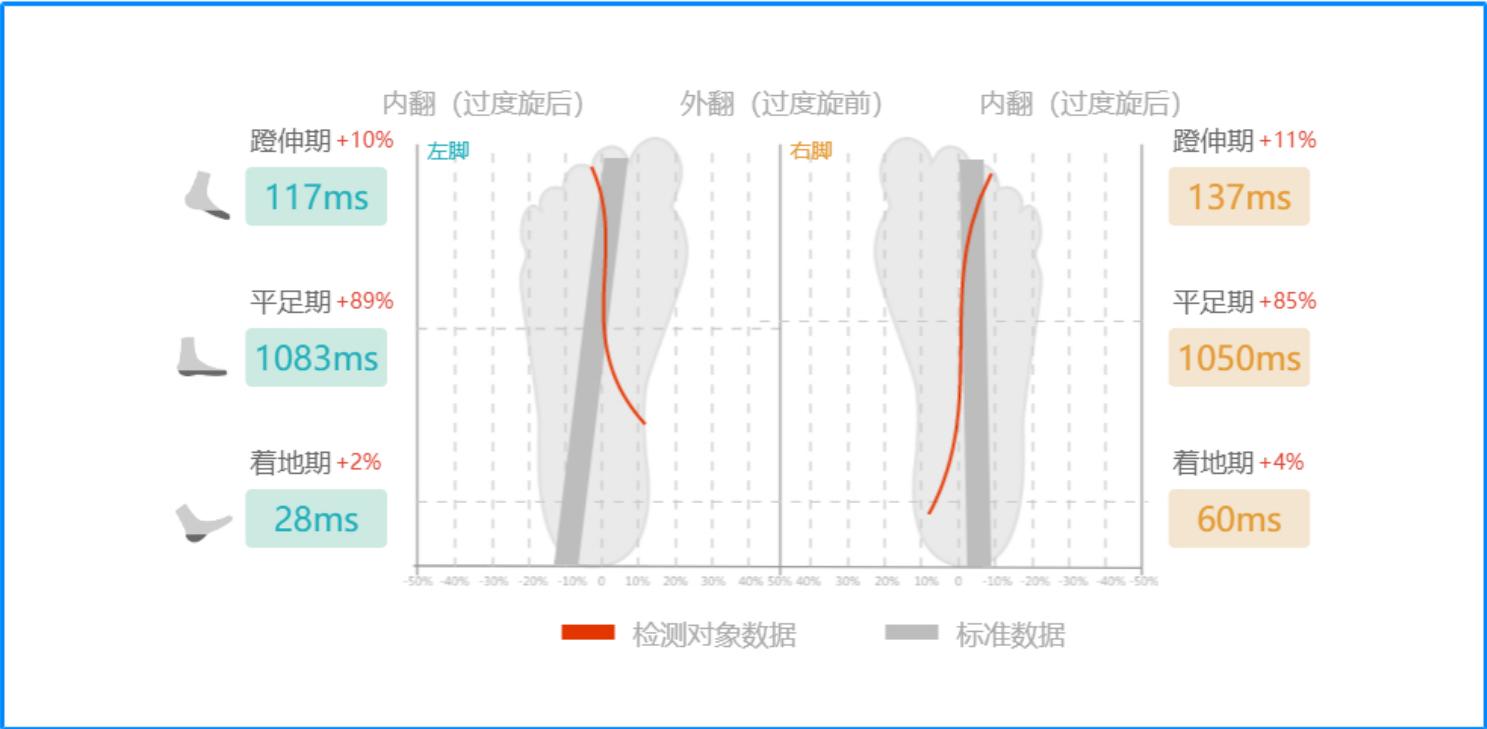 内翻（过度旋后） 外翻（过度旋前） 内翻（过度旋后）
蹬伸期 +10% 左脚 右脚 蹬伸期 +11%
117ms 137ms
平足期 +89% 平足期 +85%
1083ms 1050ms
着地期 +2% 着地期 +4%
28ms 60ms
-50% -40% -30% -20% -10% 0 10% 20% 30% 40% 50% 40% 30% 20% 10% 0 -10% -20% -30% -40% -50%
检测对象数据 标准数据